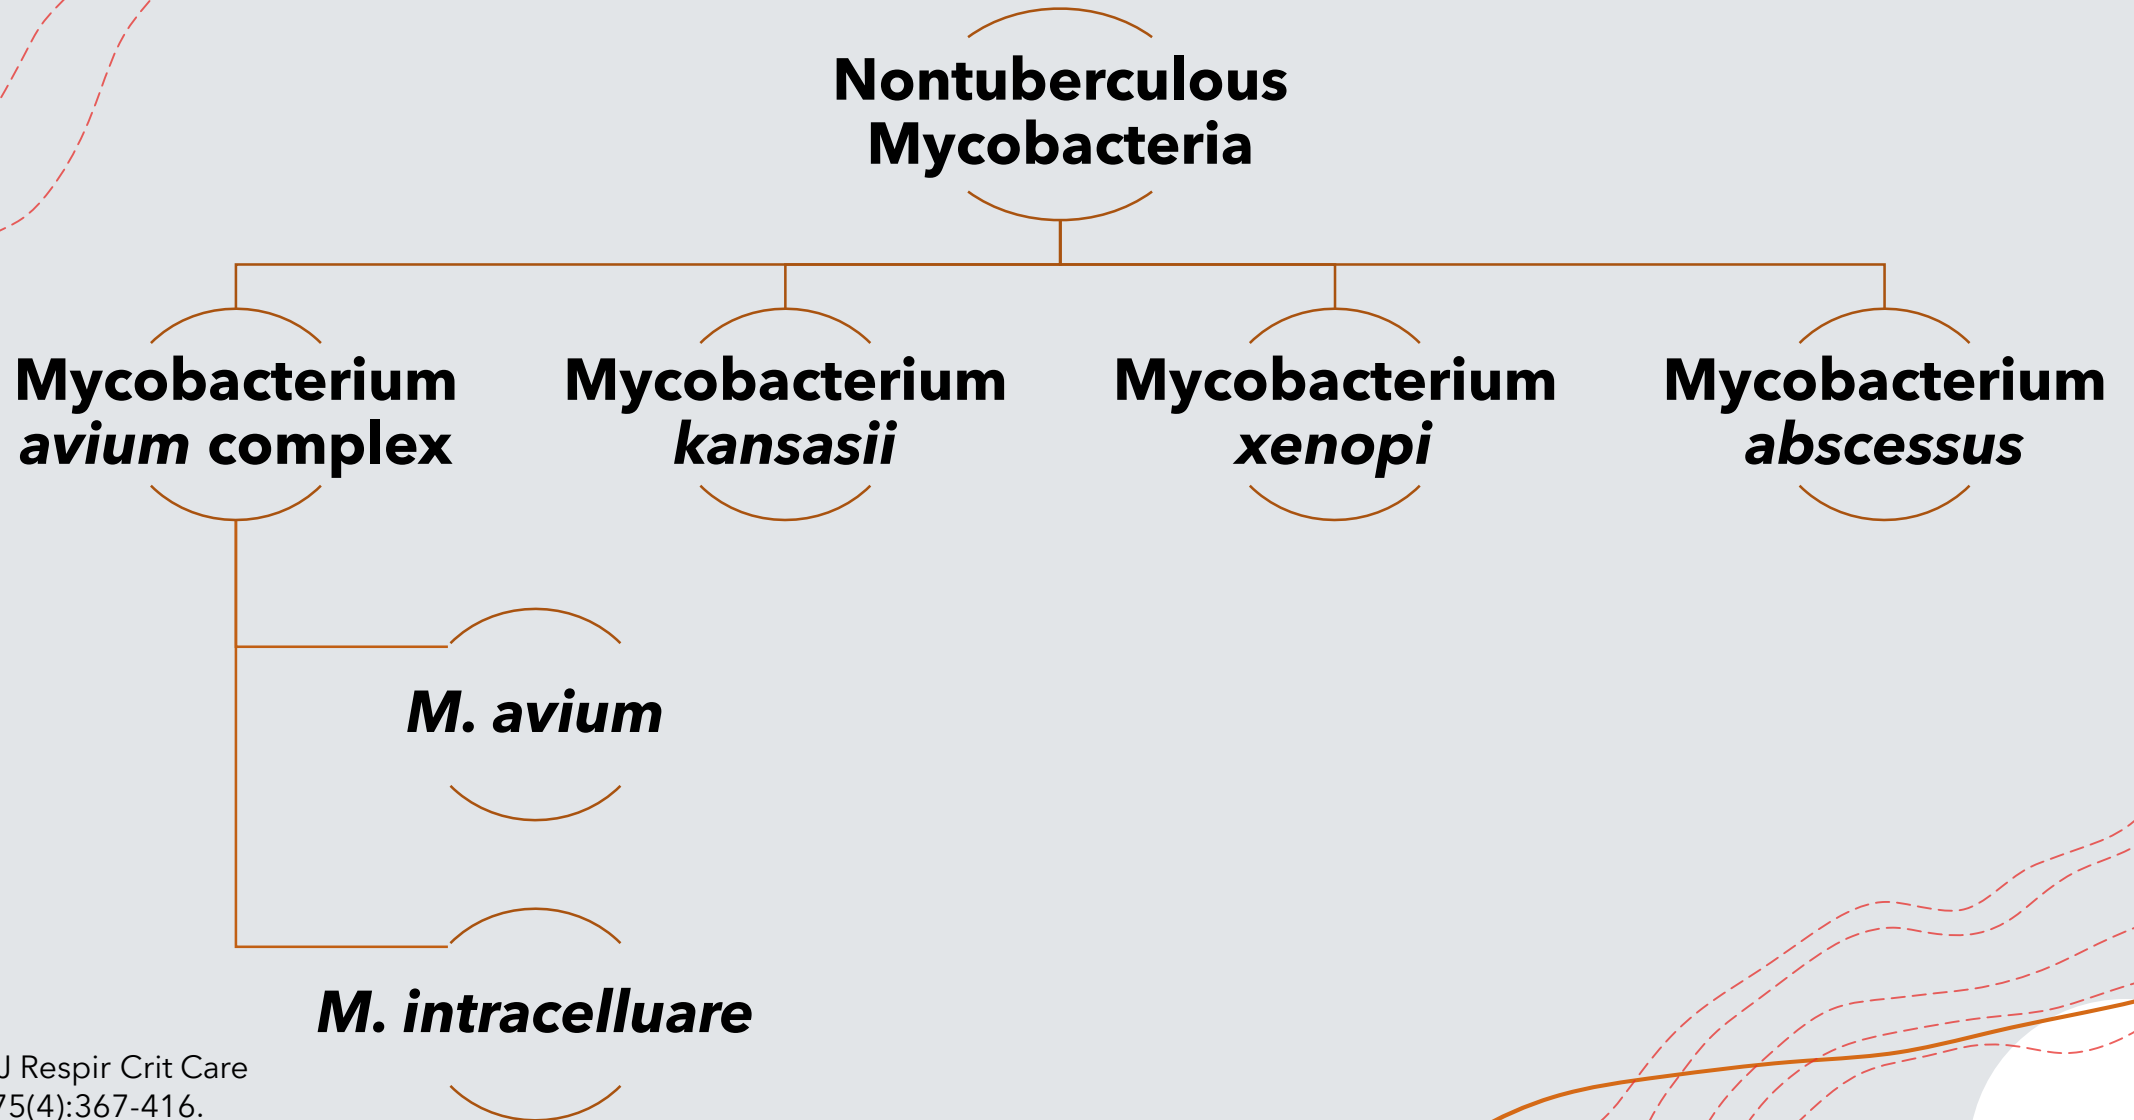 Nontuberculous
Mycobacteria
Mycobacterium
avium complex
Mycobacterium
kansasii
Mycobacterium
xenopi
Mycobacterium
abscessus
M. avium
M. intracelluare
J Respir Crit Care
75(4):367-416.